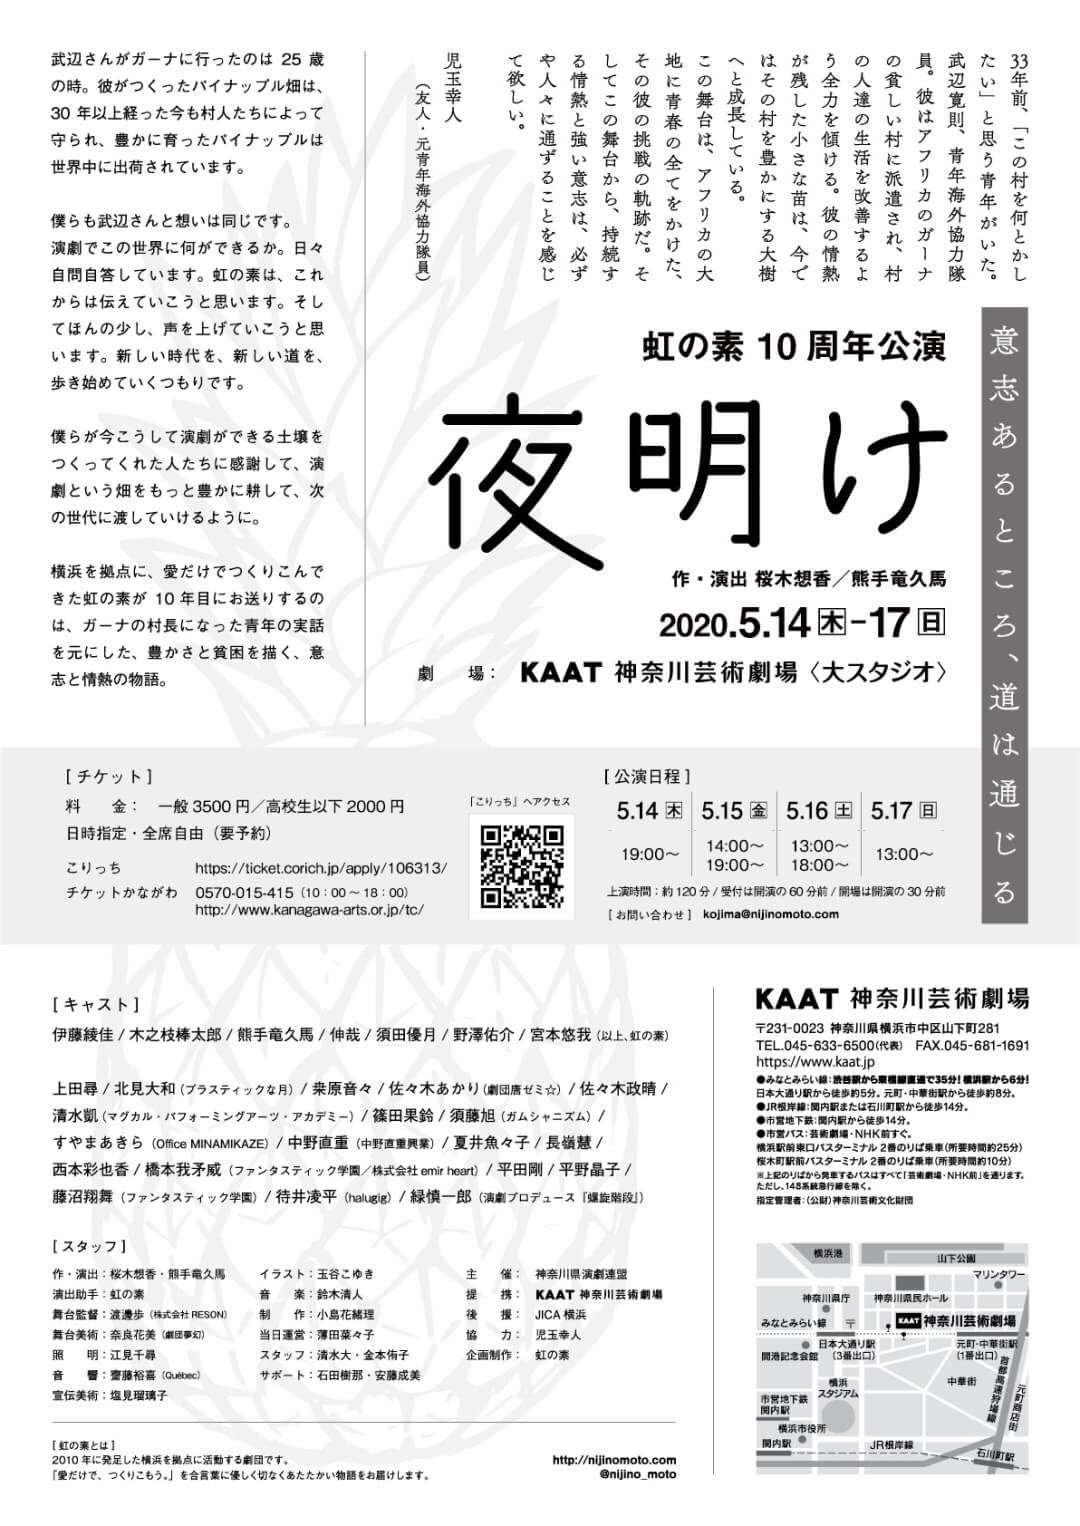 33年前、「この村を何とかし
たい」と思う青年がいた。
武辺寛則、青年海外協力隊
員。彼はアフリカのガーナ
の貧しい村に派遣され、村
の人達の生活を改善するよ
う全力を傾ける。彼の情熱
が残した小さな苗は、今で
はその村を豊かにする大樹
へと成長している。
この舞台は、アフリカの大
地に青春の全てをかけた、
その彼の挑戦の軌跡だ。そ
してこの舞台から、持続す
る情熱と強い意志は、必ず
や人々に通ずることを感じ
て欲しい。
児玉幸人
（友人・元青年海外協力隊員）
武辺さんがガーナに行ったのは 25 歳
の時。彼がつくったパイナップル畑は、
30 年以上経った今も村人たちによって
守られ、豊かに育ったパイナップルは
世界中に出荷されています。
僕らも武辺さんと想いは同じです。
演劇でこの世界に何ができるか。日々
自問自答しています。虹の素は、これ
からは伝えていこうと思います。そし
てほんの少し、声を上げていこうと思
います。新しい時代を、新しい道を、
歩き始めていくつもりです。
僕らが今こうして演劇ができる土壌を
つくってくれた人たちに感謝して、演
劇という畑をもっと豊かに耕して、次
の世代に渡していけるように。
横浜を拠点に、愛だけでつくりこんで
きた虹の素が 10 年目にお送りするの
は、ガーナの村長になった青年の実話
を元にした、豊かさと貧困を描く、意
志と情熱の物語。
意志あるところ、道は通じる
虹の素 10 周年公演
夜明け
作・演出 桜木想香／熊手竜久馬
2020.5.14 木 - 17 日
劇　場： KAAT 神奈川芸術劇場〈大スタジオ〉
[ チケット ]
料　金： 一般 3500 円／高校生以下 2000 円
日時指定・全席自由（要予約）
こりっち https://ticket.corich.jp/apply/106313/
チケットかながわ 0570-015-415（10：00 ～ 18：00）
http://www.kanagawa-arts.or.jp/tc/
「こりっち」へアクセス
[ 公演日程 ]
5.14 木 5.15 金 5.16 土 5.17 日
19:00～ 14:00～ 13:00～ 13:00～
19:00～ 18:00～
上演時間：約 120 分 / 受付は開演の 60 分前 / 開場は開演の 30 分前
[ お問い合わせ ] kojima@nijinomoto.com
[ キャスト ]
伊藤綾佳 / 木之枝棒太郎 / 熊手竜久馬 / 伸哉 / 須田優月 / 野澤佑介 / 宮本悠我（以上、虹の素）
上田尋 / 北見大和（プラスティックな月）/ 乗原音々 / 佐々木あかり（劇団唐ゼミ☆）/ 佐々木政晴 /
清水凱（マグカル・パフォーミングアーツ・アカデミー）/ 篠田果鈴 / 須藤旭（ガムシャニズム）/
すやまあきら（Office MINAMIKAZE）/ 中野直重（中野直重興業）/ 夏井魚々子 / 長嶺慧 /
西本彩也香 / 橋本我矛威（ファンタスティック学園／株式会社 emir heart）/ 平田剛 / 平野晶子 /
藤沼翔舞（ファンタスティック学園）/ 待井凌平（halugig）/ 緑慎一郎（演劇プロデュース『螺旋階段』）
[ スタッフ ]
作・演出：桜木想香・熊手竜久馬
演出助手：虹の素
舞台監督：渡邊歩（株式会社 RESON）
舞台美術：奈良花美（劇団夢幻）
照　明：江見千尋
音　響：齋藤裕喜（Québec）
宣伝美術：塩見瑠璃子
イラスト：玉谷こゆき
音　楽：鈴木清人
制　作：小島花緒理
当日運営：薄田菜々子
スタッフ：清水大・金本侑子
サポート：石田樹那・安藤成美
主　催：神奈川県演劇連盟
提　携：KAAT 神奈川芸術劇場
後　援：JICA 横浜
協　力：児玉幸人
企画制作：虹の素
[ 虹の素とは ]
2010 年に発足した横浜を拠点に活動する劇団です。
『愛だけで、つくりこもう。』を合言葉に優しく切なくあたたかい物語をお届けします。
http://nijinomoto.com
@nijino_moto
KAAT 神奈川芸術劇場
〒231-0023 神奈川県横浜市中区山下町281
TEL.045-633-6500（代表） FAX.045-681-1691
https://www.kaat.jp
●みなとみらい線：渋谷駅から東横線直通で35分！横浜駅から6分！
日本大通り駅から徒歩約5分。元町・中華街駅から徒歩約8分。
●JR根岸線：関内駅または石川町駅から徒歩14分。
●市営地下鉄：関内駅から徒歩14分。
●市営バス：芸術劇場・NHK前すぐ。
横浜駅前東口バスターミナル 2番のりば乗車（所要時間約25分）
桜木町駅前バスターミナル 2番のりば乗車（所要時間約10分）
※上記のりばから発車するバスはすべて「芸術劇場・NHK前」を通ります。
ただし、148系統急行線を除く。
指定管理者：（公財）神奈川芸術文化財団
横浜港
山下公園
マリンタワー
神奈川県庁
神奈川県民ホール
みなとみらい線
〒
KAAT 神奈川芸術劇場
日本大通り駅
（3番出口）
元町・中華街駅
（1番出口）
開港記念会館
横浜
スタジアム
中華街
首都高速狩場線
元町商店街
市営地下鉄
関内駅
横浜市役所
関内駅
JR根岸線
石川町駅